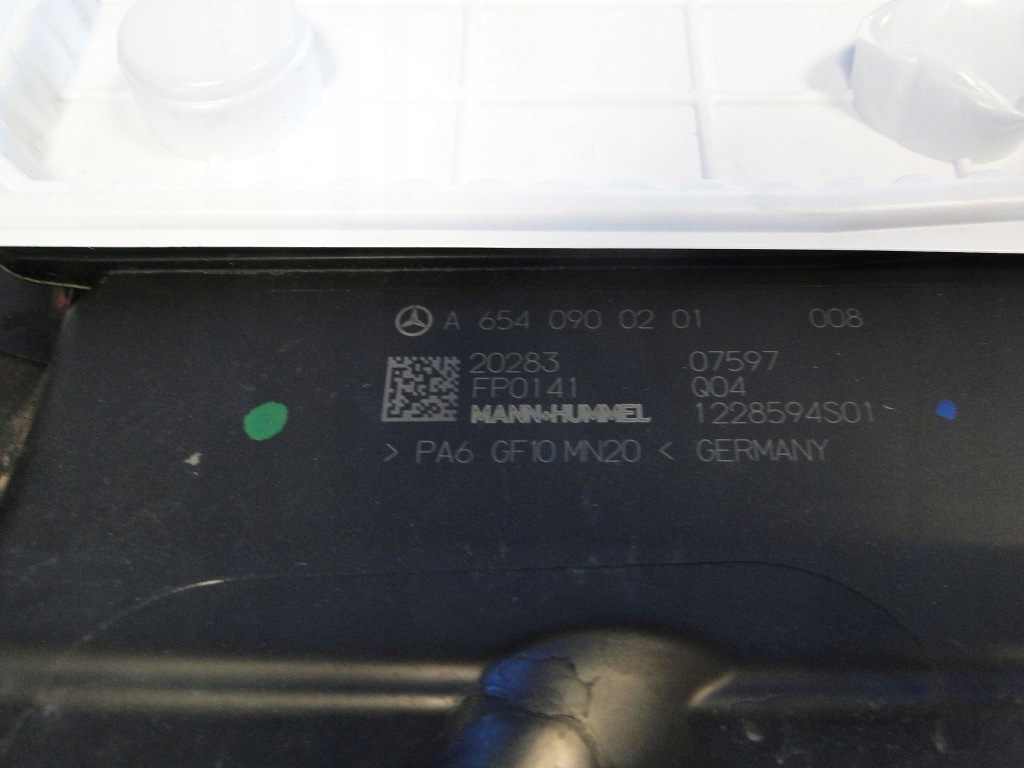 A 654 090 02 01 008
20283 07597
FP0141 Q04
MANN+HUMMEL 1228594S01
> PA6 GF10 MN20 < GERMANY